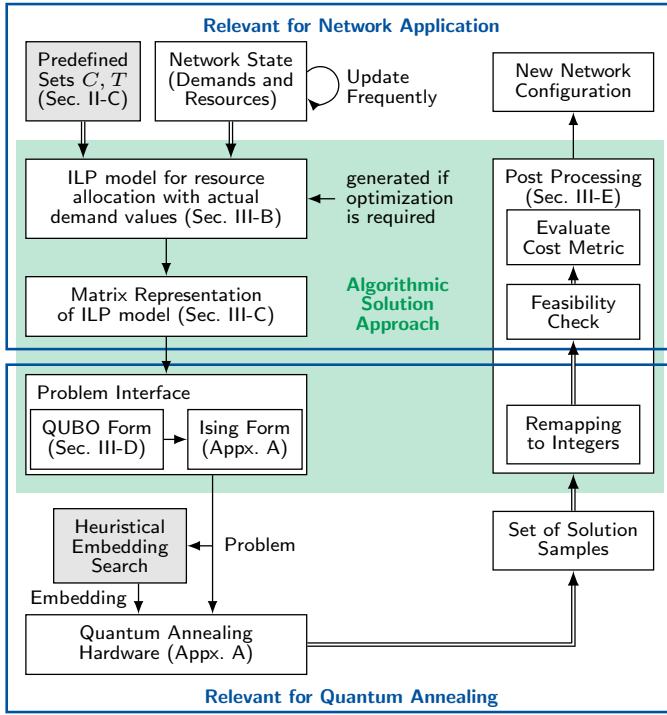 Relevant for Network Application
Predefined
Sets C, T
(Sec. II-C)
Network State
(Demands and
Resources)
Update
Frequently
New Network
Configuration
ILP model for resource
allocation with actual
demand values (Sec. III-B)
generated if
optimization
is required
Post Processing
(Sec. III-E)
Evaluate
Cost Metric
Matrix Representation
of ILP model (Sec. III-C)
Algorithmic
Solution
Approach
Feasibility
Check
Problem Interface
QUBO Form
(Sec. III-D)
Ising Form
(Appx. A)
Remapping
to Integers
Heuristical
Embedding
Search
Problem
Set of Solution
Samples
Embedding
Quantum Annealing
Hardware (Appx. A)
Relevant for Quantum Annealing